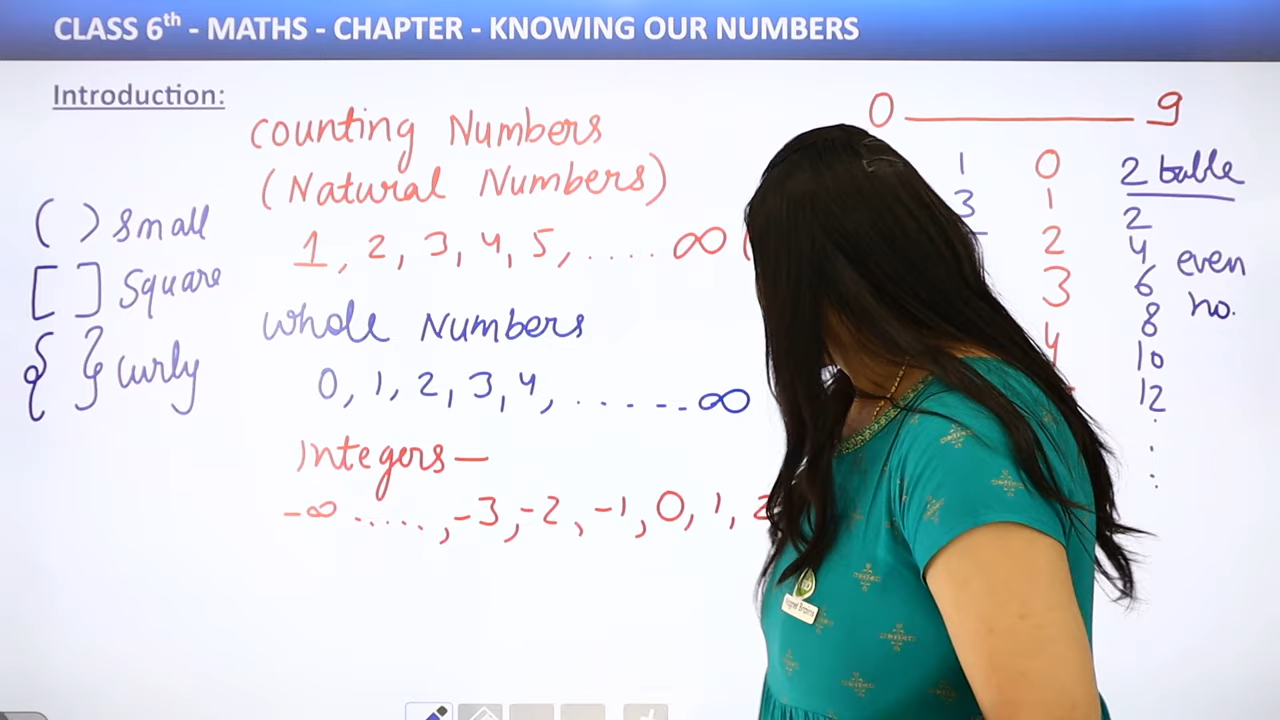 CLASS 6th - MATHS - CHAPTER - KNOWING OUR NUMBERS
Introduction:
Counting Numbers
(Natural Numbers)
1, 2, 3, 4, 5, ..... ∞ (
Whole Numbers
0, 1, 2, 3, 4, ...... ∞
Integers —
-∞ ....., -3, -2, -1, 0, 1, 2
( ) small
[ ] Square
{ } curly
0 — 9
1
3
0
1
2
3
4
2 table
2
4
6
8
10
12
.
.
.
even
no.
Magnet Brains